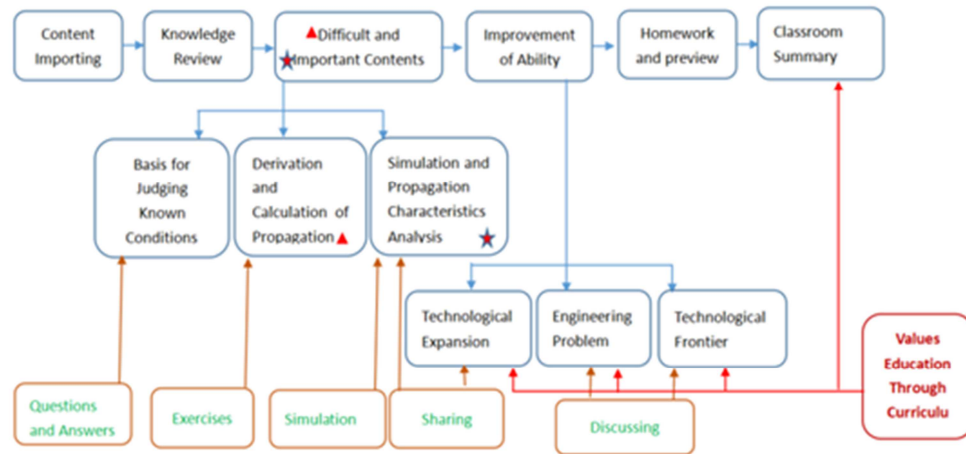 Content
Importing
Knowledge
Review
Difficult and
Important Contents
Improvement
of Ability
Homework
and preview
Classroom
Summary
Basis for
Judging
Known
Conditions
Derivation
and
Calculation of
Propagation
Simulation and
Propagation
Characteristics
Analysis
Technological
Expansion
Engineering
Problem
Technological
Frontier
Values
Education
Through
Curriculu
Questions
and Answers
Exercises
Simulation
Sharing
Discussing